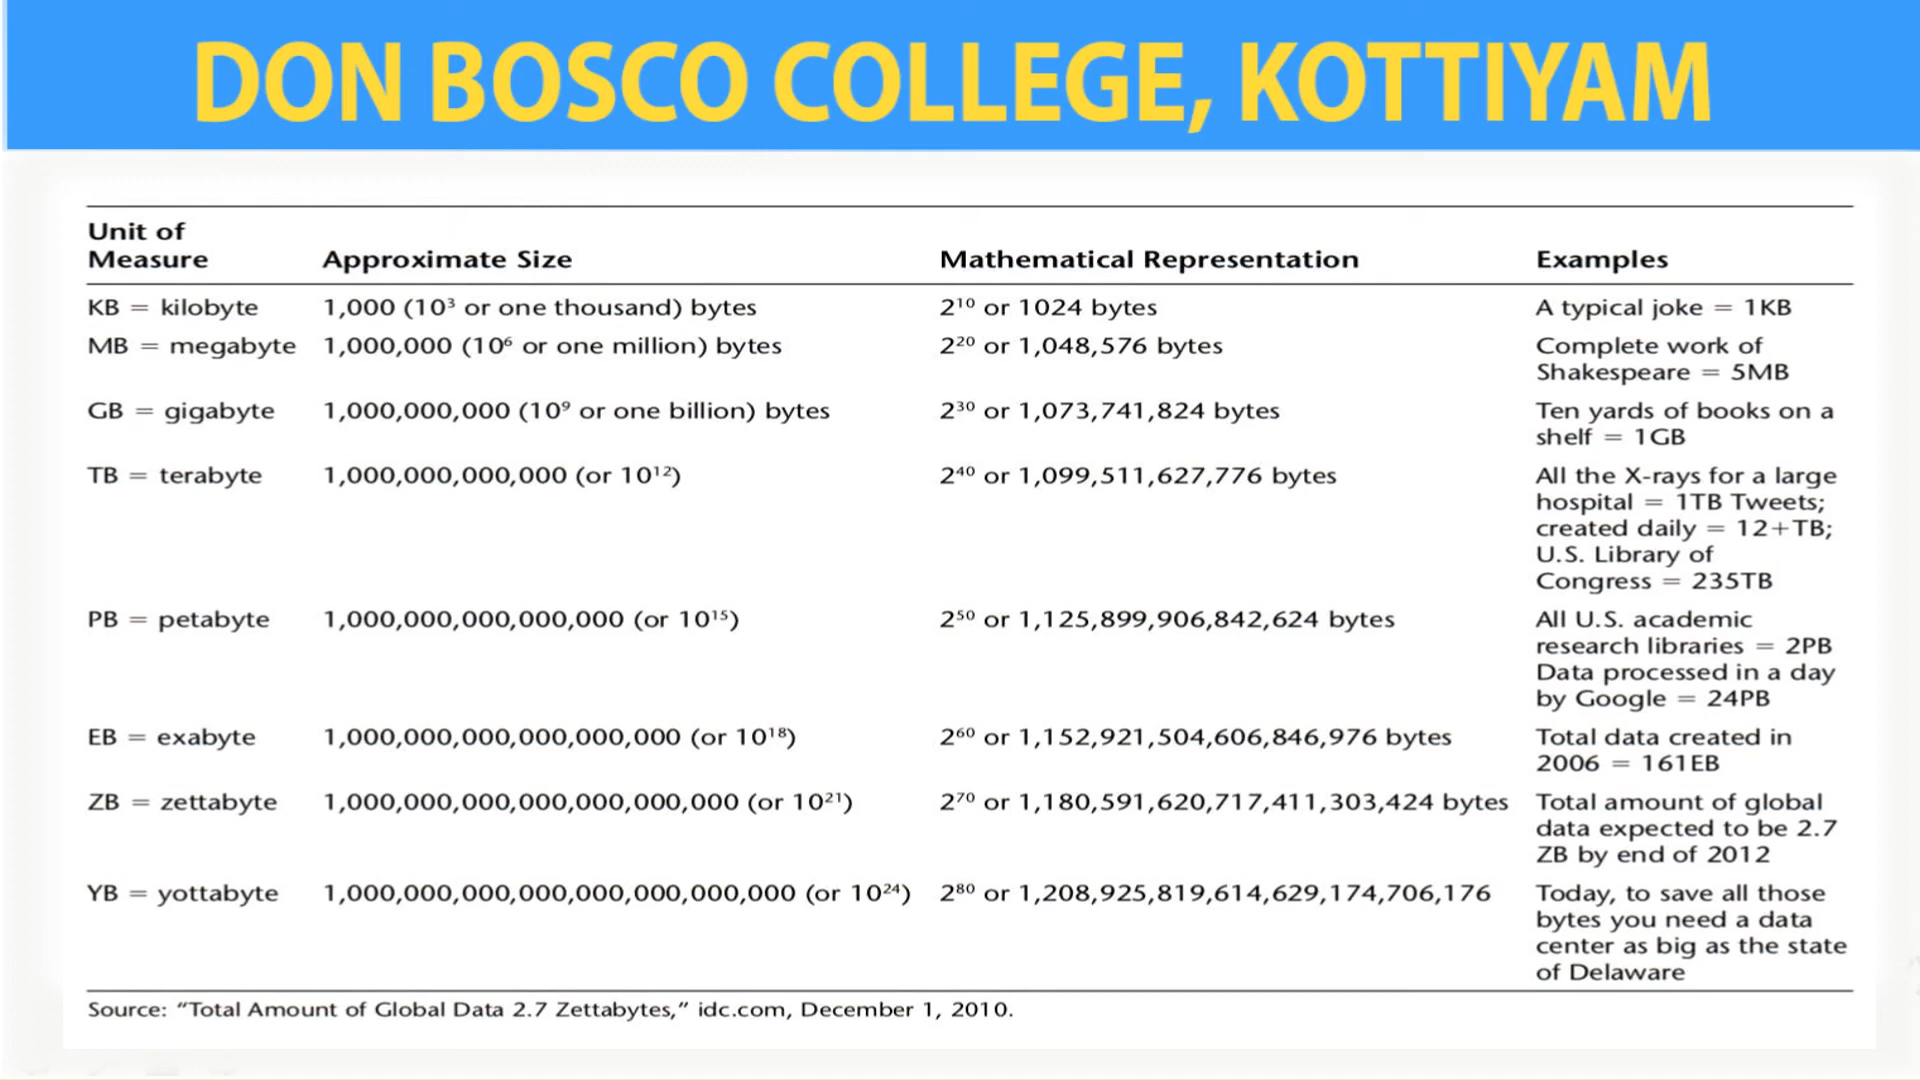 DON BOSCO COLLEGE, KOTTIYAM
Unit of
Measure Approximate Size Mathematical Representation Examples
KB = kilobyte 1,000 (10³ or one thousand) bytes 2¹⁰ or 1024 bytes A typical joke = 1KB
MB = megabyte 1,000,000 (10⁶ or one million) bytes 2²⁰ or 1,048,576 bytes Complete work of
Shakespeare = 5MB
GB = gigabyte 1,000,000,000 (10⁹ or one billion) bytes 2³⁰ or 1,073,741,824 bytes Ten yards of books on a
shelf = 1GB
TB = terabyte 1,000,000,000,000 (or 10¹²) 2⁴⁰ or 1,099,511,627,776 bytes All the X-rays for a large
hospital = 1TB Tweets;
created daily = 12+TB;
U.S. Library of
Congress = 235TB
PB = petabyte 1,000,000,000,000,000 (or 10¹⁵) 2⁵⁰ or 1,125,899,906,842,624 bytes All U.S. academic
research libraries = 2PB
Data processed in a day
by Google = 24PB
EB = exabyte 1,000,000,000,000,000,000 (or 10¹⁸) 2⁶⁰ or 1,152,921,504,606,846,976 bytes Total data created in
2006 = 161EB
ZB = zettabyte 1,000,000,000,000,000,000,000 (or 10²¹) 2⁷⁰ or 1,180,591,620,717,411,303,424 bytes Total amount of global
data expected to be 2.7
ZB by end of 2012
YB = yottabyte 1,000,000,000,000,000,000,000,000 (or 10²⁴) 2⁸⁰ or 1,208,925,819,614,629,174,706,176 Today, to save all those
bytes you need a data
center as big as the state
of Delaware
Source: “Total Amount of Global Data 2.7 Zettabytes,” idc.com, December 1, 2010.